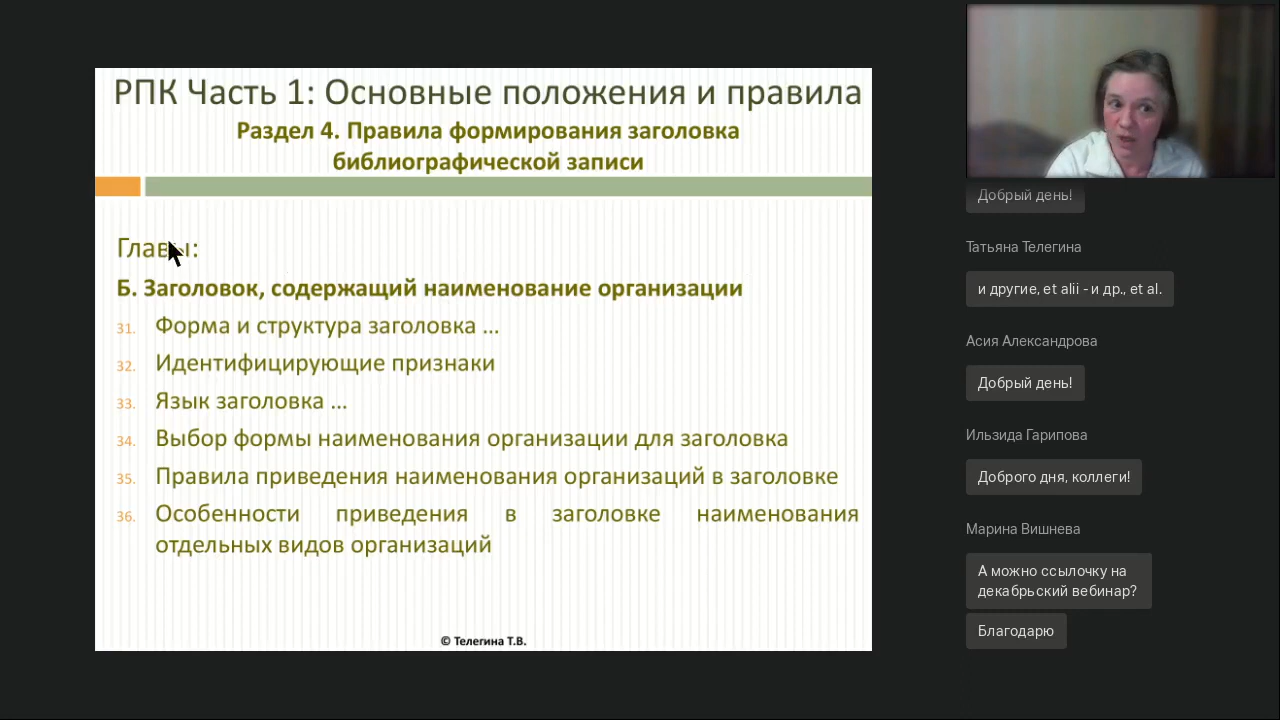 РПК Часть 1: Основные положения и правила
Раздел 4. Правила формирования заголовка
библиографической записи
Главы:
Б. Заголовок, содержащий наименование организации
31. Форма и структура заголовка ...
32. Идентифицирующие признаки
33. Язык заголовка ...
34. Выбор формы наименования организации для заголовка
35. Правила приведения наименования организаций в заголовке
36. Особенности приведения в заголовке наименования
отдельных видов организаций
© Телегина Т.В.
Добрый день!
Татьяна Телегина
и другие, et alii - и др., et al.
Асия Александрова
Добрый день!
Ильзида Гарипова
Доброго дня, коллеги!
Марина Вишнева
А можно ссылочку на
декабрьский вебинар?
Благодарю